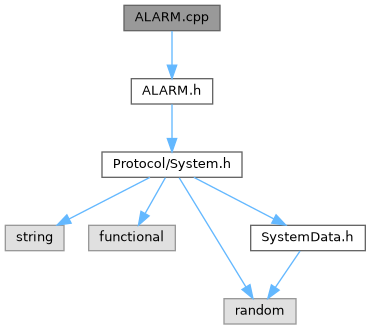 ALARM.cpp
ALARM.h
Protocol/System.h
string
functional
SystemData.h
random